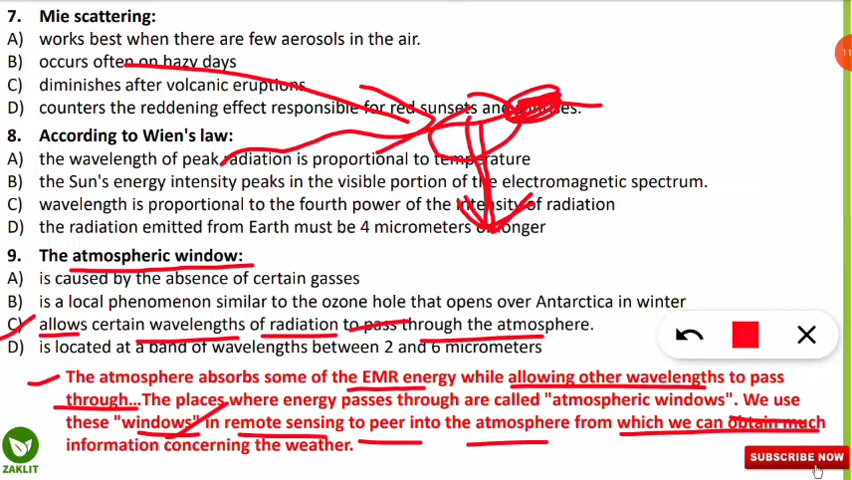 7. Mie scattering:
A) works best when there are few aerosols in the air.
B) occurs often on hazy days
C) diminishes after volcanic eruptions
D) counters the reddening effect responsible for red sunsets and
8. According to Wien's law:
A) the wavelength of peak radiation is proportional to temperature
B) the Sun's energy intensity peaks in the visible portion of the electromagnetic spectrum.
C) wavelength is proportional to the fourth power of the intensity of radiation
D) the radiation emitted from Earth must be 4 micrometers or longer
9. The atmospheric window:
A) is caused by the absence of certain gasses
B) is a local phenomenon similar to the ozone hole that opens over Antarctica in winter
C) allows certain wavelengths of radiation to pass through the atmosphere.
D) is located at a band of wavelengths between 2 and 6 micrometers
The atmosphere absorbs some of the EMR energy while allowing other wavelengths to pass
through... The places where energy passes through are called "atmospheric windows". We use
these "windows" in remote sensing to peer into the atmosphere from which we can obtain much
information concerning the weather.
ZAKLIT
SUBSCRIBE NOW
11